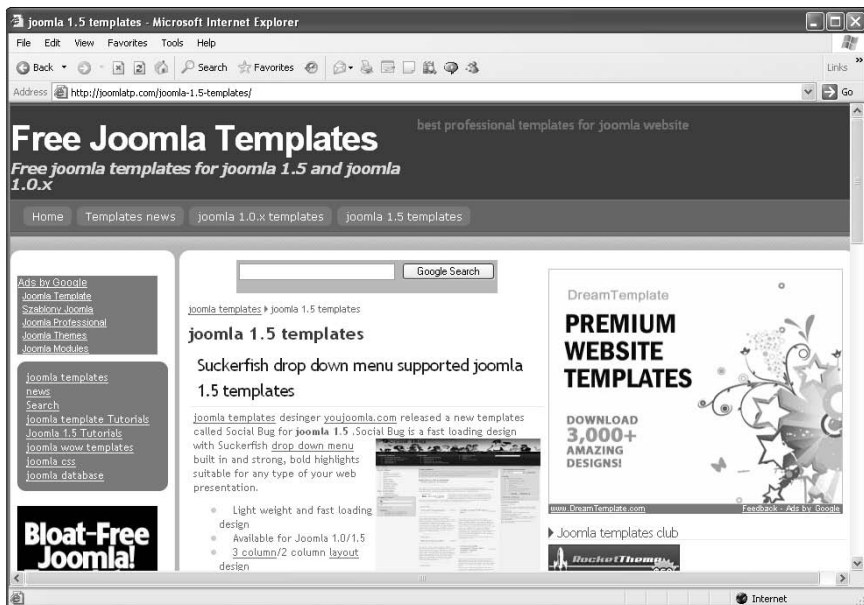 joomla 1.5 templates - Microsoft Internet Explorer
File Edit View Favorites Tools Help
Back Search Favorites Links »
Address http://joomlatp.com/joomla-1.5-templates/ Go
Free Joomla Templates
best professional templates for joomla website
Free joomla templates for joomla 1.5 and joomla
1.0.x
Home Templates news joomla 1.0.x templates joomla 1.5 templates
Ads by Google
Joomla Template
Szablony Joomla
Joomla Professional
Joomla Themes
Joomla Modules
joomla templates
news
Search
joomla template Tutorials
Joomla 1.5 Tutorials
joomla wow templates
joomla css
joomla database
Bloat-Free
Joomla!
Google Search
joomla templates joomla 1.5 templates
joomla 1.5 templates
Suckerfish drop down menu supported joomla
1.5 templates
joomla templates desinger youjoomla.com released a new templates
called Social Bug for joomla 1.5 .Social Bug is a fast loading design
with Suckerfish drop down menu
built in and strong, bold highlights
suitable for any type of your web
presentation.
Light weight and fast loading
design
Available for Joomla 1.0/1.5
3 column/2 column layout
design
DreamTemplate
PREMIUM
WEBSITE
TEMPLATES
DOWNLOAD
3,000+
AMAZING
DESIGNS!
www.DreamTemplate.com Feedback - Ads by Google
Joomla templates club
RocketTheme
Internet